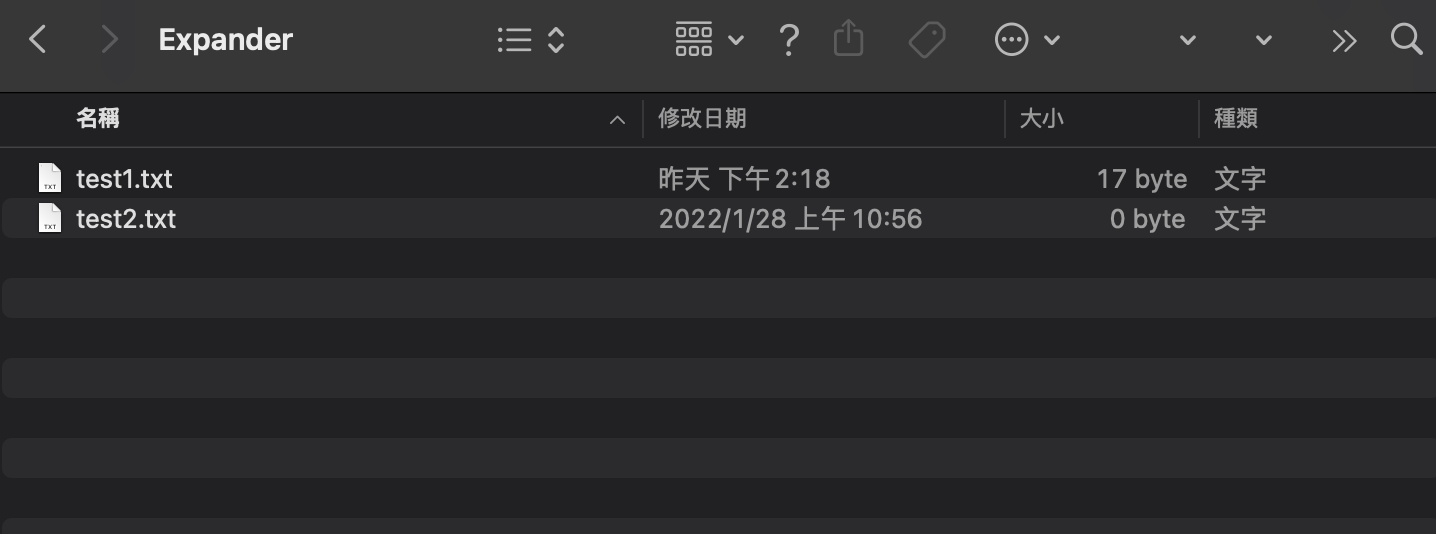 Expander
名稱 修改日期 大小 種類
test1.txt 昨天 下午2:18 17 byte 文字
test2.txt 2022/1/28 上午 10:56 0 byte 文字